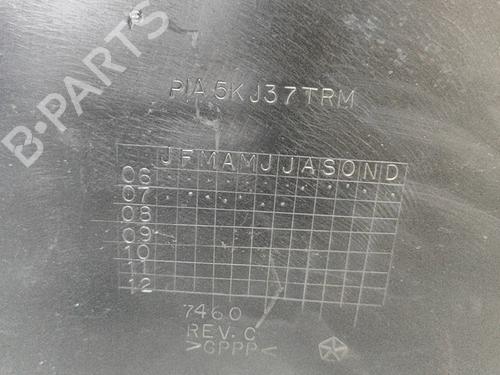 B-PARTS
P/A 5KJ37TRM
J F M A M J J A S O N D
06
07
08
09
10
11
12
7460
REV. C
>GPPP<